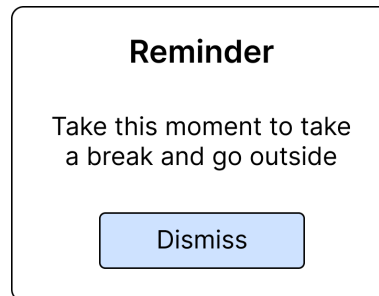 Reminder
Take this moment to take
a break and go outside
Dismiss